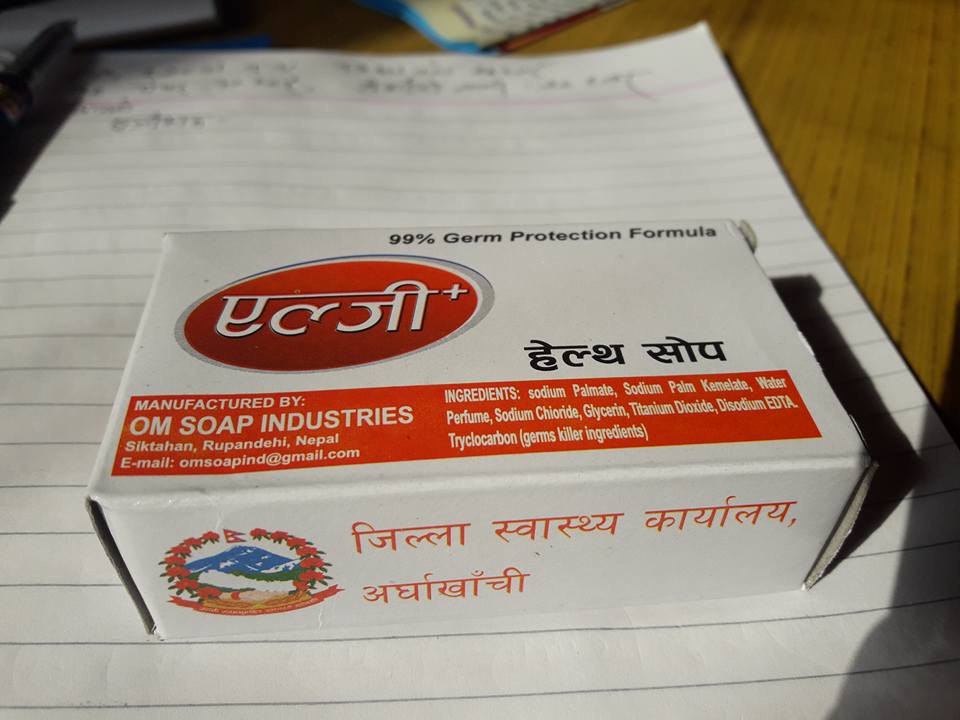 99% Germ Protection Formula
एल्जी+
हेल्थ सोप
MANUFACTURED BY:
OM SOAP INDUSTRIES
Siktahan, Rupandehi, Nepal
E-mail: omsoapind@gmail.com
INGREDIENTS: sodium Palmate, Sodium Palm Kemelate, Water
Perfume, Sodium Chioride, Glycerin, Titanium Dioxide, Disodium EDTA.
Tryclocarbon (germs killer ingredients)
जिल्ला स्वास्थ्य कार्यालय,
अर्घाखाँची